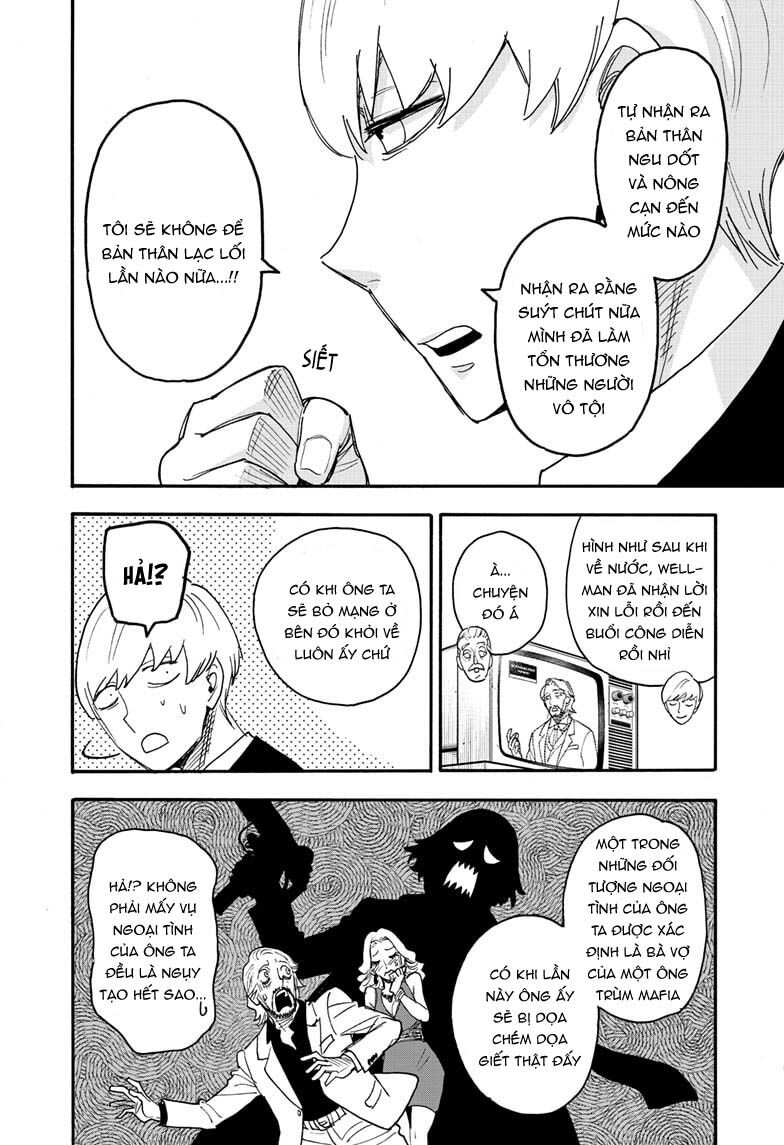 TỰ NHẬN RA
BẢN THÂN
NGU DỐT
VÀ NÔNG
CẠN ĐẾN
MỨC NÀO
NHẬN RA RẰNG
SUÝT CHÚT NỮA
MÌNH ĐÃ LÀM
TỔN THƯƠNG
NHỮNG NGƯỜI
VÔ TỘI
TÔI SẼ KHÔNG ĐỂ
BẢN THÂN LẠC LỐI
LẦN NÀO NỮA...!!
SIẾT
HÌNH NHƯ SAU KHI
VỀ NƯỚC, WELL-
MAN ĐÃ NHẬN LỜI
XIN LỖI RỒI ĐẾN
BUỔI CÔNG DIỄN
RỒI NHỈ
À...
CHUYỆN
ĐÓ Á
CÓ KHI ÔNG TA
SẼ BỎ MẠNG Ở
BÊN ĐÓ KHỎI VỀ
LUÔN ẤY CHỨ
HẢ!?
MỘT TRONG
NHỮNG ĐỐI
TƯỢNG NGOẠI
TÌNH CỦA ÔNG
TA ĐƯỢC XÁC
ĐỊNH LÀ BÀ VỢ
CỦA MỘT ÔNG
TRÙM MAFIA
CÓ KHI LẦN
NÀY ÔNG ẤY
SẼ BỊ DỌA
CHÉM DỌA
GIẾT THẬT ĐẤY
HẢ!? KHÔNG
PHẢI MẤY VỤ
NGOẠI TÌNH
CỦA ÔNG TA
ĐỀU LÀ NGỤY
TẠO HẾT SAO...